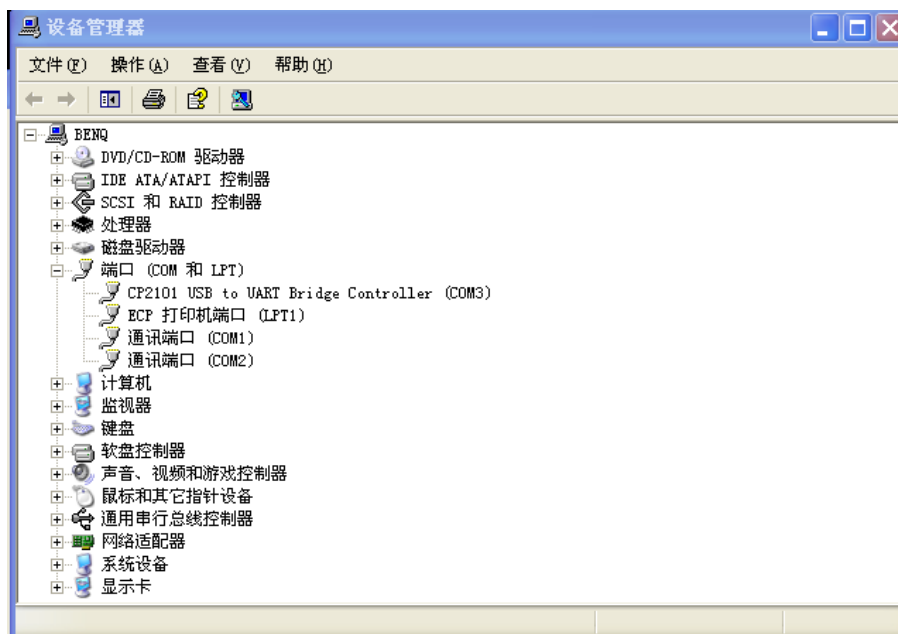 设备管理器
文件(F) 操作(A) 查看(V) 帮助(H)
BENQ
DVD/CD-ROM 驱动器
IDE ATA/ATAPI 控制器
SCSI 和 RAID 控制器
处理器
磁盘驱动器
端口 (COM 和 LPT)
CP2101 USB to UART Bridge Controller (COM3)
ECP 打印机端口 (LPT1)
通讯端口 (COM1)
通讯端口 (COM2)
计算机
监视器
键盘
软盘控制器
声音、视频和游戏控制器
鼠标和其它指针设备
通用串行总线控制器
网络适配器
系统设备
显示卡